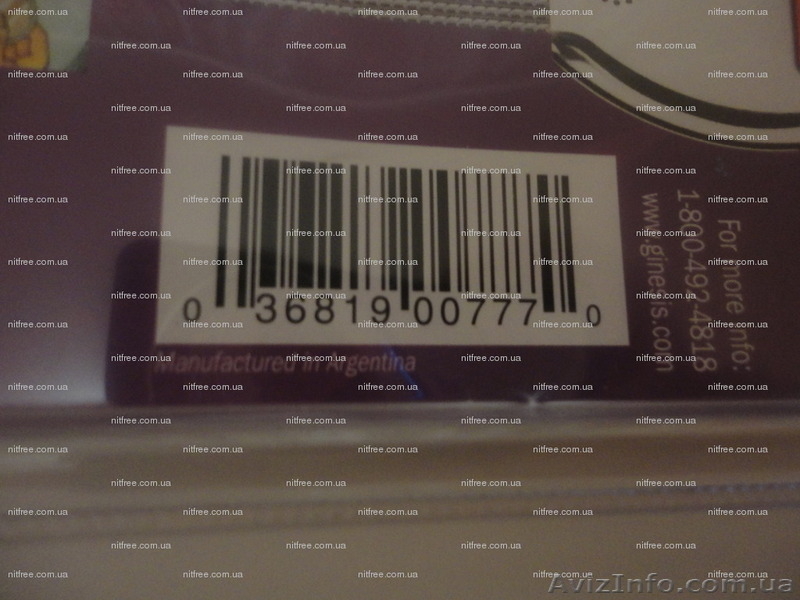 0 36819 00777 0
Manufactured in Argentina
For more info:
1-800-492-4818
www.ginesis.com
nitfree.com.ua
AvizInfo.com.ua